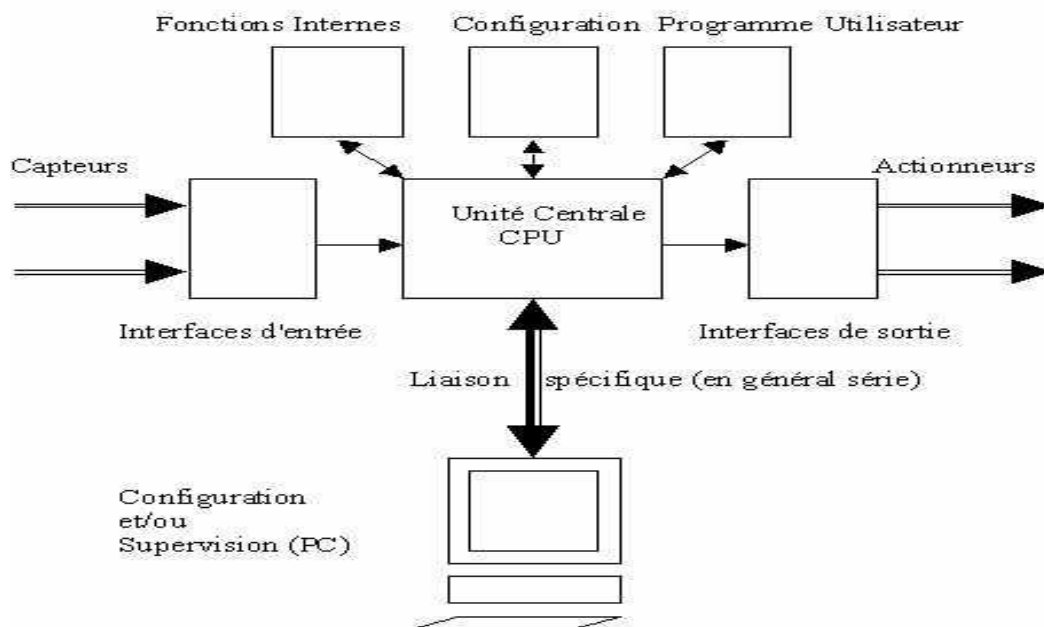 Fonctions Internes
Configuration
Programme Utilisateur
Capteurs
Actionneurs
Unité Centrale
CPU
Interfaces d'entrée
Interfaces de sortie
Liaison spécifique (en général série)
Configuration
et/ou
Supervision (PC)